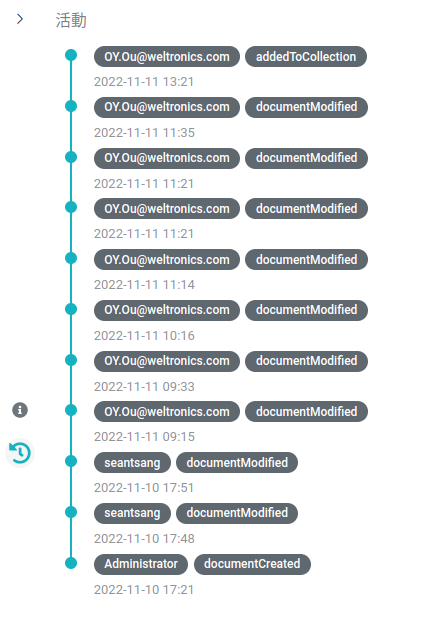 活動
OY.Ou@weltronics.com addedToCollection
2022-11-11 13:21
OY.Ou@weltronics.com documentModified
2022-11-11 11:35
OY.Ou@weltronics.com documentModified
2022-11-11 11:21
OY.Ou@weltronics.com documentModified
2022-11-11 11:21
OY.Ou@weltronics.com documentModified
2022-11-11 11:14
OY.Ou@weltronics.com documentModified
2022-11-11 10:16
OY.Ou@weltronics.com documentModified
2022-11-11 09:33
OY.Ou@weltronics.com documentModified
2022-11-11 09:15
seantsang documentModified
2022-11-10 17:51
seantsang documentModified
2022-11-10 17:48
Administrator documentCreated
2022-11-10 17:21